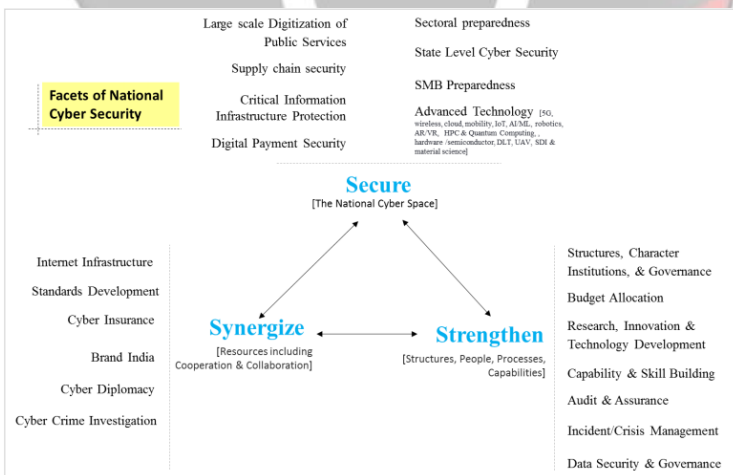 Facets of National
Cyber Security
Large scale Digitization of
Public Services
Supply chain security
Critical Information
Infrastructure Protection
Digital Payment Security
Sectoral preparedness
State Level Cyber Security
SMB Preparedness
Advanced Technology [5G,
wireless, cloud, mobility, IoT, AI/ML, robotics,
AR/VR, HPC & Quantum Computing, ,
hardware /semiconductor, DLT, UAV, SDI &
material science]
Secure
[The National Cyber Space]
Internet Infrastructure
Standards Development
Cyber Insurance
Brand India
Cyber Diplomacy
Cyber Crime Investigation
Synergize
[Resources including
Cooperation & Collaboration]
Strengthen
[Structures, People, Processes,
Capabilities]
Structures, Character
Institutions, & Governance
Budget Allocation
Research, Innovation &
Technology Development
Capability & Skill Building
Audit & Assurance
Incident/Crisis Management
Data Security & Governance